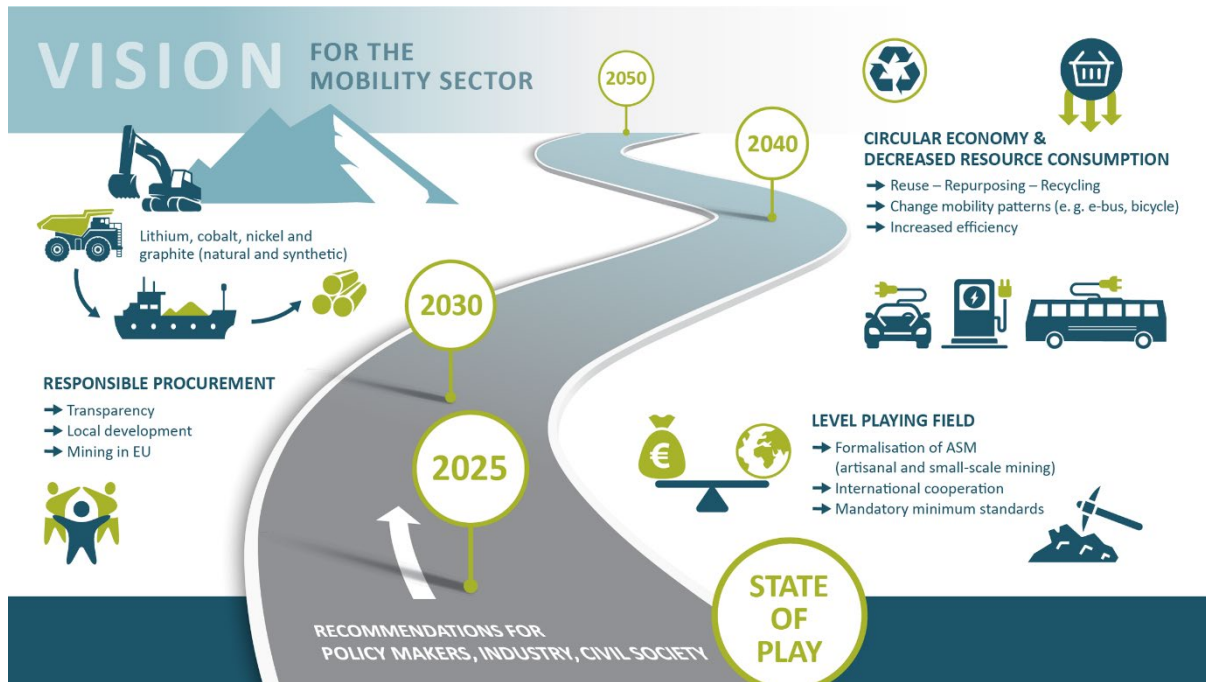 VISION
FOR THE
MOBILITY SECTOR
2050
2040
2030
2025
Lithium, cobalt, nickel and
graphite (natural and synthetic)
RESPONSIBLE PROCUREMENT
Transparency
Local development
Mining in EU
CIRCULAR ECONOMY &
DECREASED RESOURCE CONSUMPTION
Reuse – Repurposing – Recycling
Change mobility patterns (e. g. e-bus, bicycle)
Increased efficiency
€
LEVEL PLAYING FIELD
Formalisation of ASM
(artisanal and small-scale mining)
International cooperation
Mandatory minimum standards
STATE
OF
PLAY
RECOMMENDATIONS FOR
POLICY MAKERS, INDUSTRY, CIVIL SOCIETY